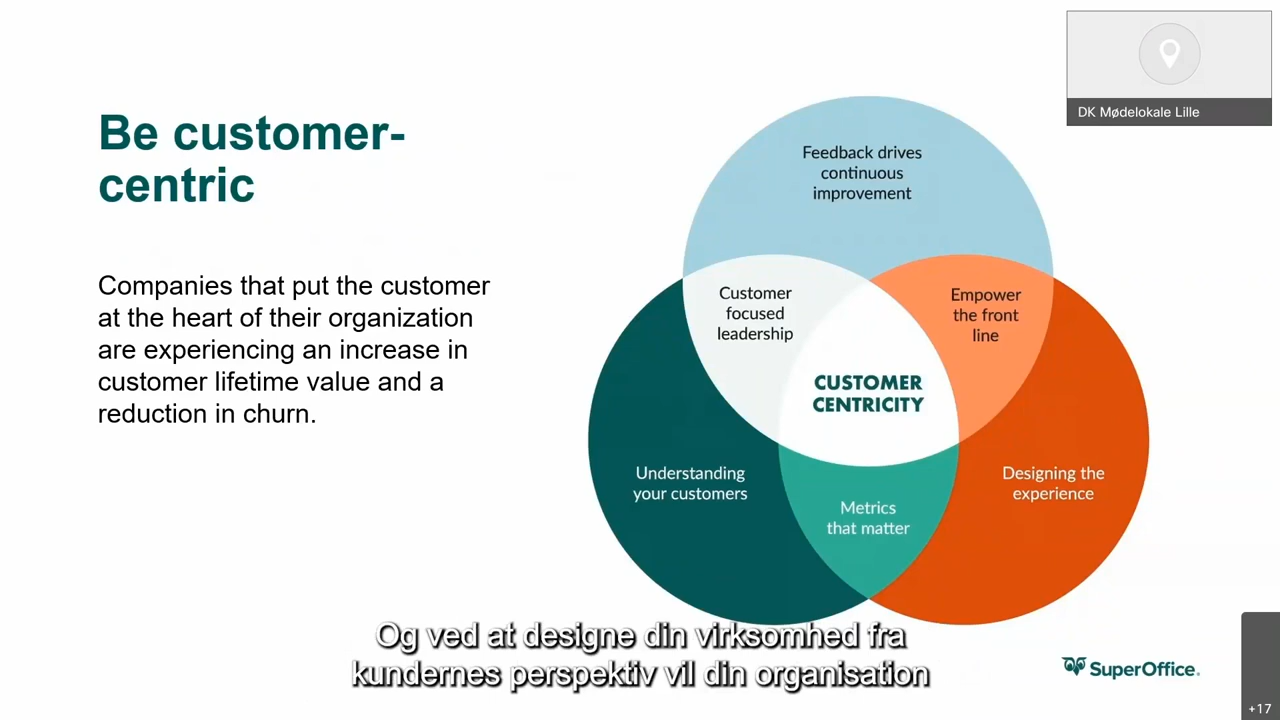 Be customer-
centric
Companies that put the customer
at the heart of their organization
are experiencing an increase in
customer lifetime value and a
reduction in churn.
Feedback drives
continuous
improvement
Customer
focused
leadership
Empower
the front
line
CUSTOMER
CENTRICITY
Understanding
your customers
Metrics
that matter
Designing the
experience
DK Mødelokale Lille
Og ved at designe din virksomhed fra
kundernes perspektiv vil din organisation
SuperOffice.
+17